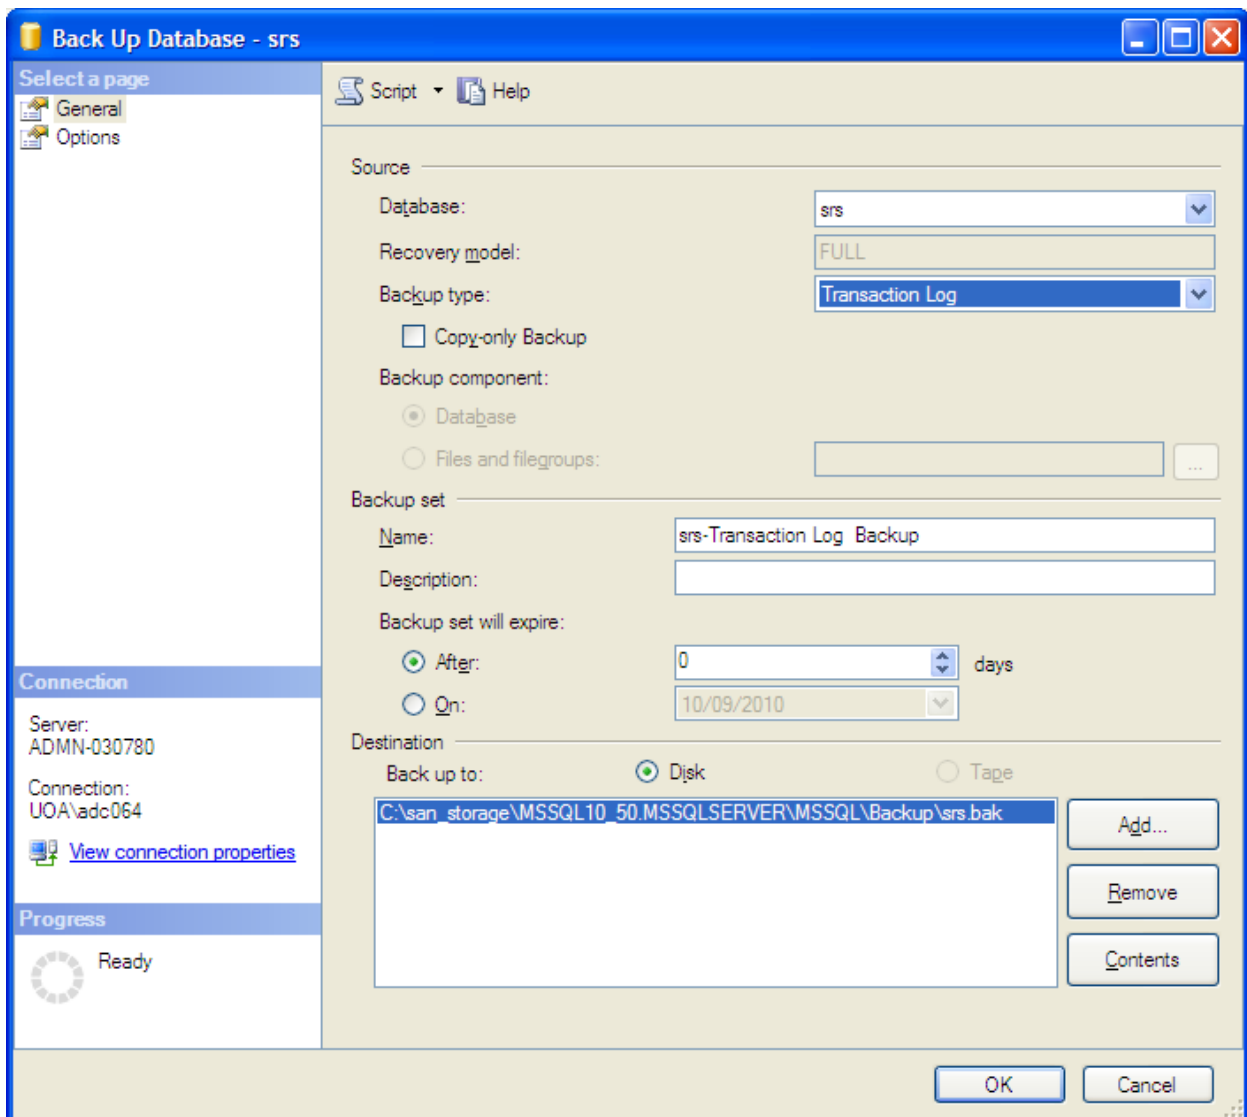 Back Up Database - srs
Select a page
General
Options
Script Help
Source
Database: srs
Recovery model: FULL
Backup type: Transaction Log
Copy-only Backup
Backup component:
Database
Files and filegroups: ...
Backup set
Name: srs-Transaction Log  Backup
Description:
Backup set will expire:
After: 0 days
On: 10/09/2010
Destination
Back up to: Disk Tape
C:\san_storage\MSSQL10_50.MSSQLSERVER\MSSQL\Backup\srs.bak
Add...
Remove
Contents
Connection
Server:
ADMN-030780
Connection:
UOA\adc064
View connection properties
Progress
Ready
OK Cancel